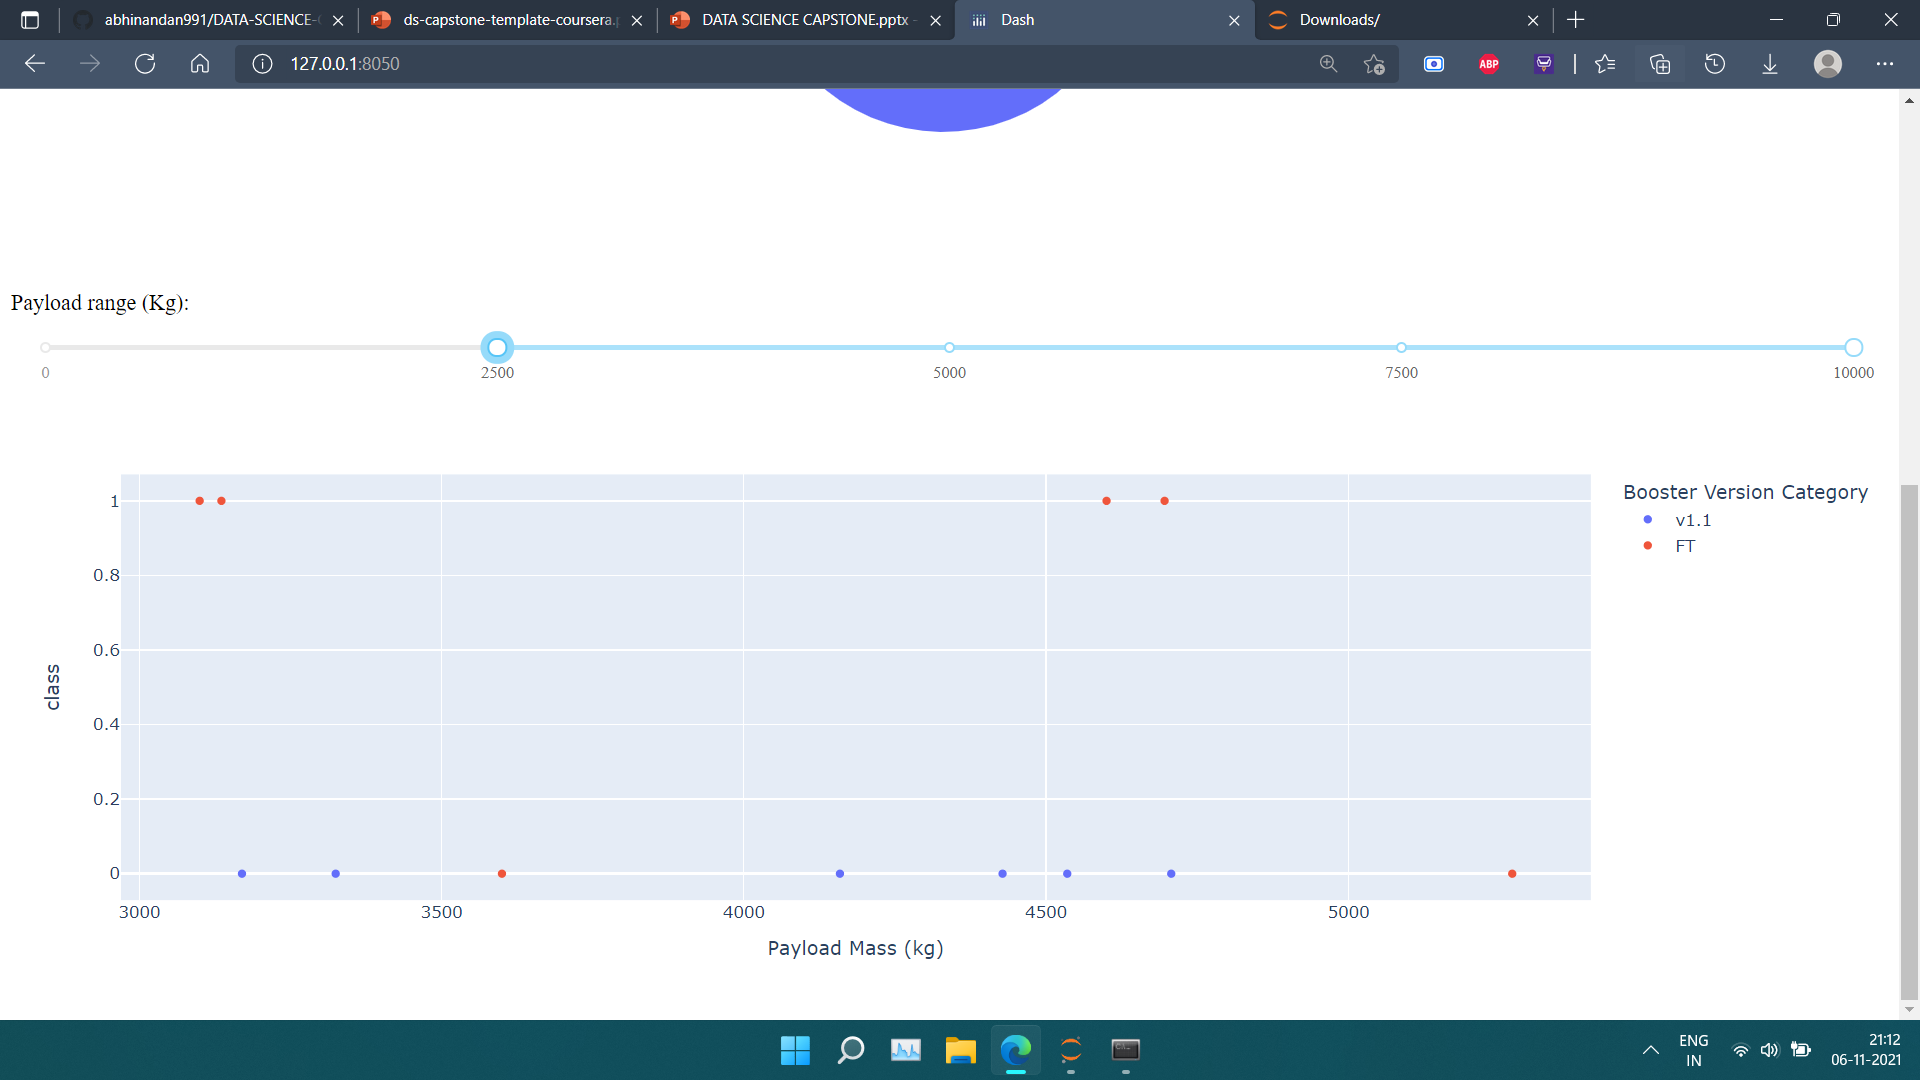 abhinandan991/DATA-SCIENCE-
ds-capstone-template-coursera.p
DATA SCIENCE CAPSTONE.pptx -
Dash
Downloads/
127.0.0.1:8050
ABP
Payload range (Kg):
0
2500
5000
7500
10000
1
0.8
0.6
0.4
0.2
0
class
3000
3500
4000
4500
5000
Payload Mass (kg)
Booster Version Category
v1.1
FT
ENG
IN
21:12
06-11-2021